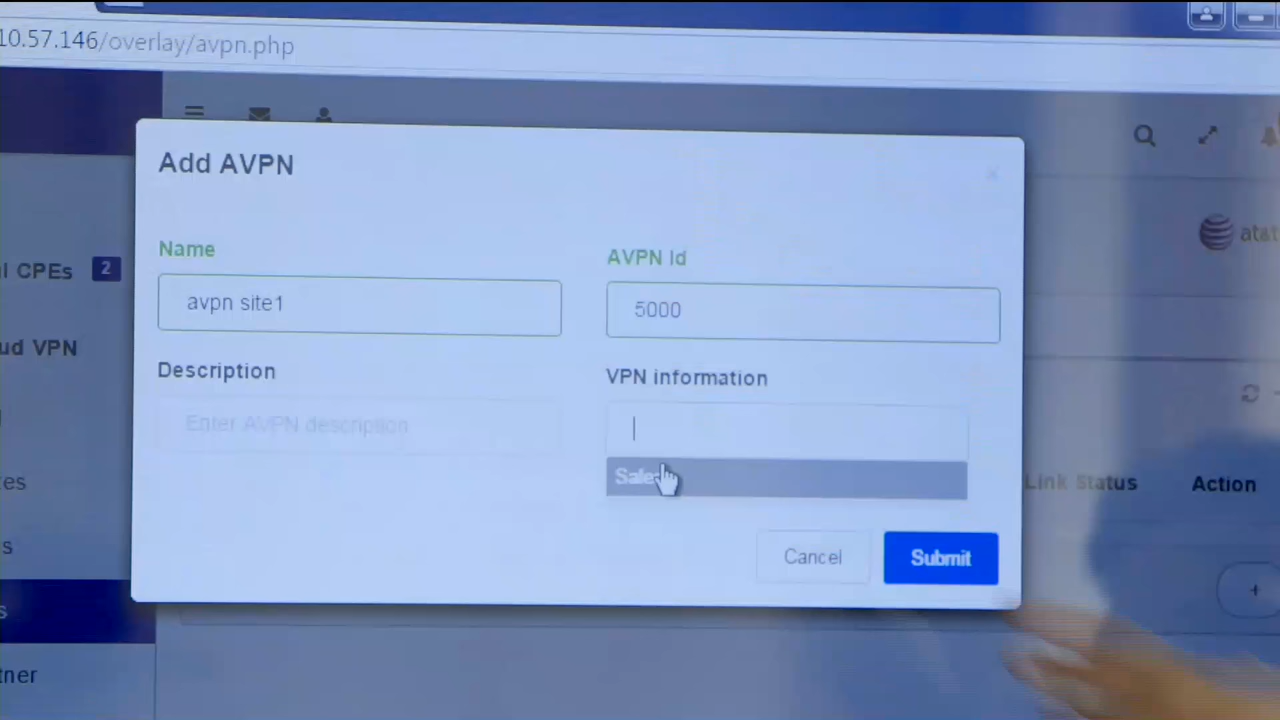 10.57.146/overlay/avpn.php
Add AVPN
Name
AVPN Id
l CPEs 2
avpn site1
5000
at&t
ud VPN
Description
VPN information
Enter AVPN description
Link Status
Action
es
s
Cancel
Submit
s
tner